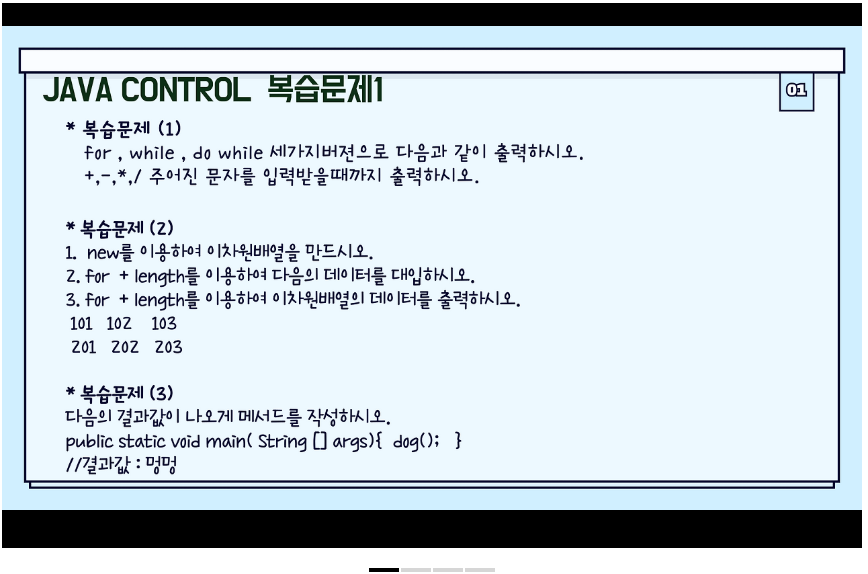 JAVA CONTROL 복습문제1
01
* 복습문제 (1)
for , while , do while 세가지버젼으로 다음과 같이 출력하시오.
+,-,*,/ 주어진 문자를 입력받을때까지 출력하시오.
* 복습문제 (2)
1. new를 이용하여 이차원배열을 만드시오.
2. for + length를 이용하여 다음의 데이터를 대입하시오.
3. for + length를 이용하여 이차원배열의 데이터를 출력하시오.
101 102 103
201 202 203
* 복습문제 (3)
다음의 결과값이 나오게 메서드를 작성하시오.
public static void main( String [] args){ dog(); }
//결과값 : 멍멍